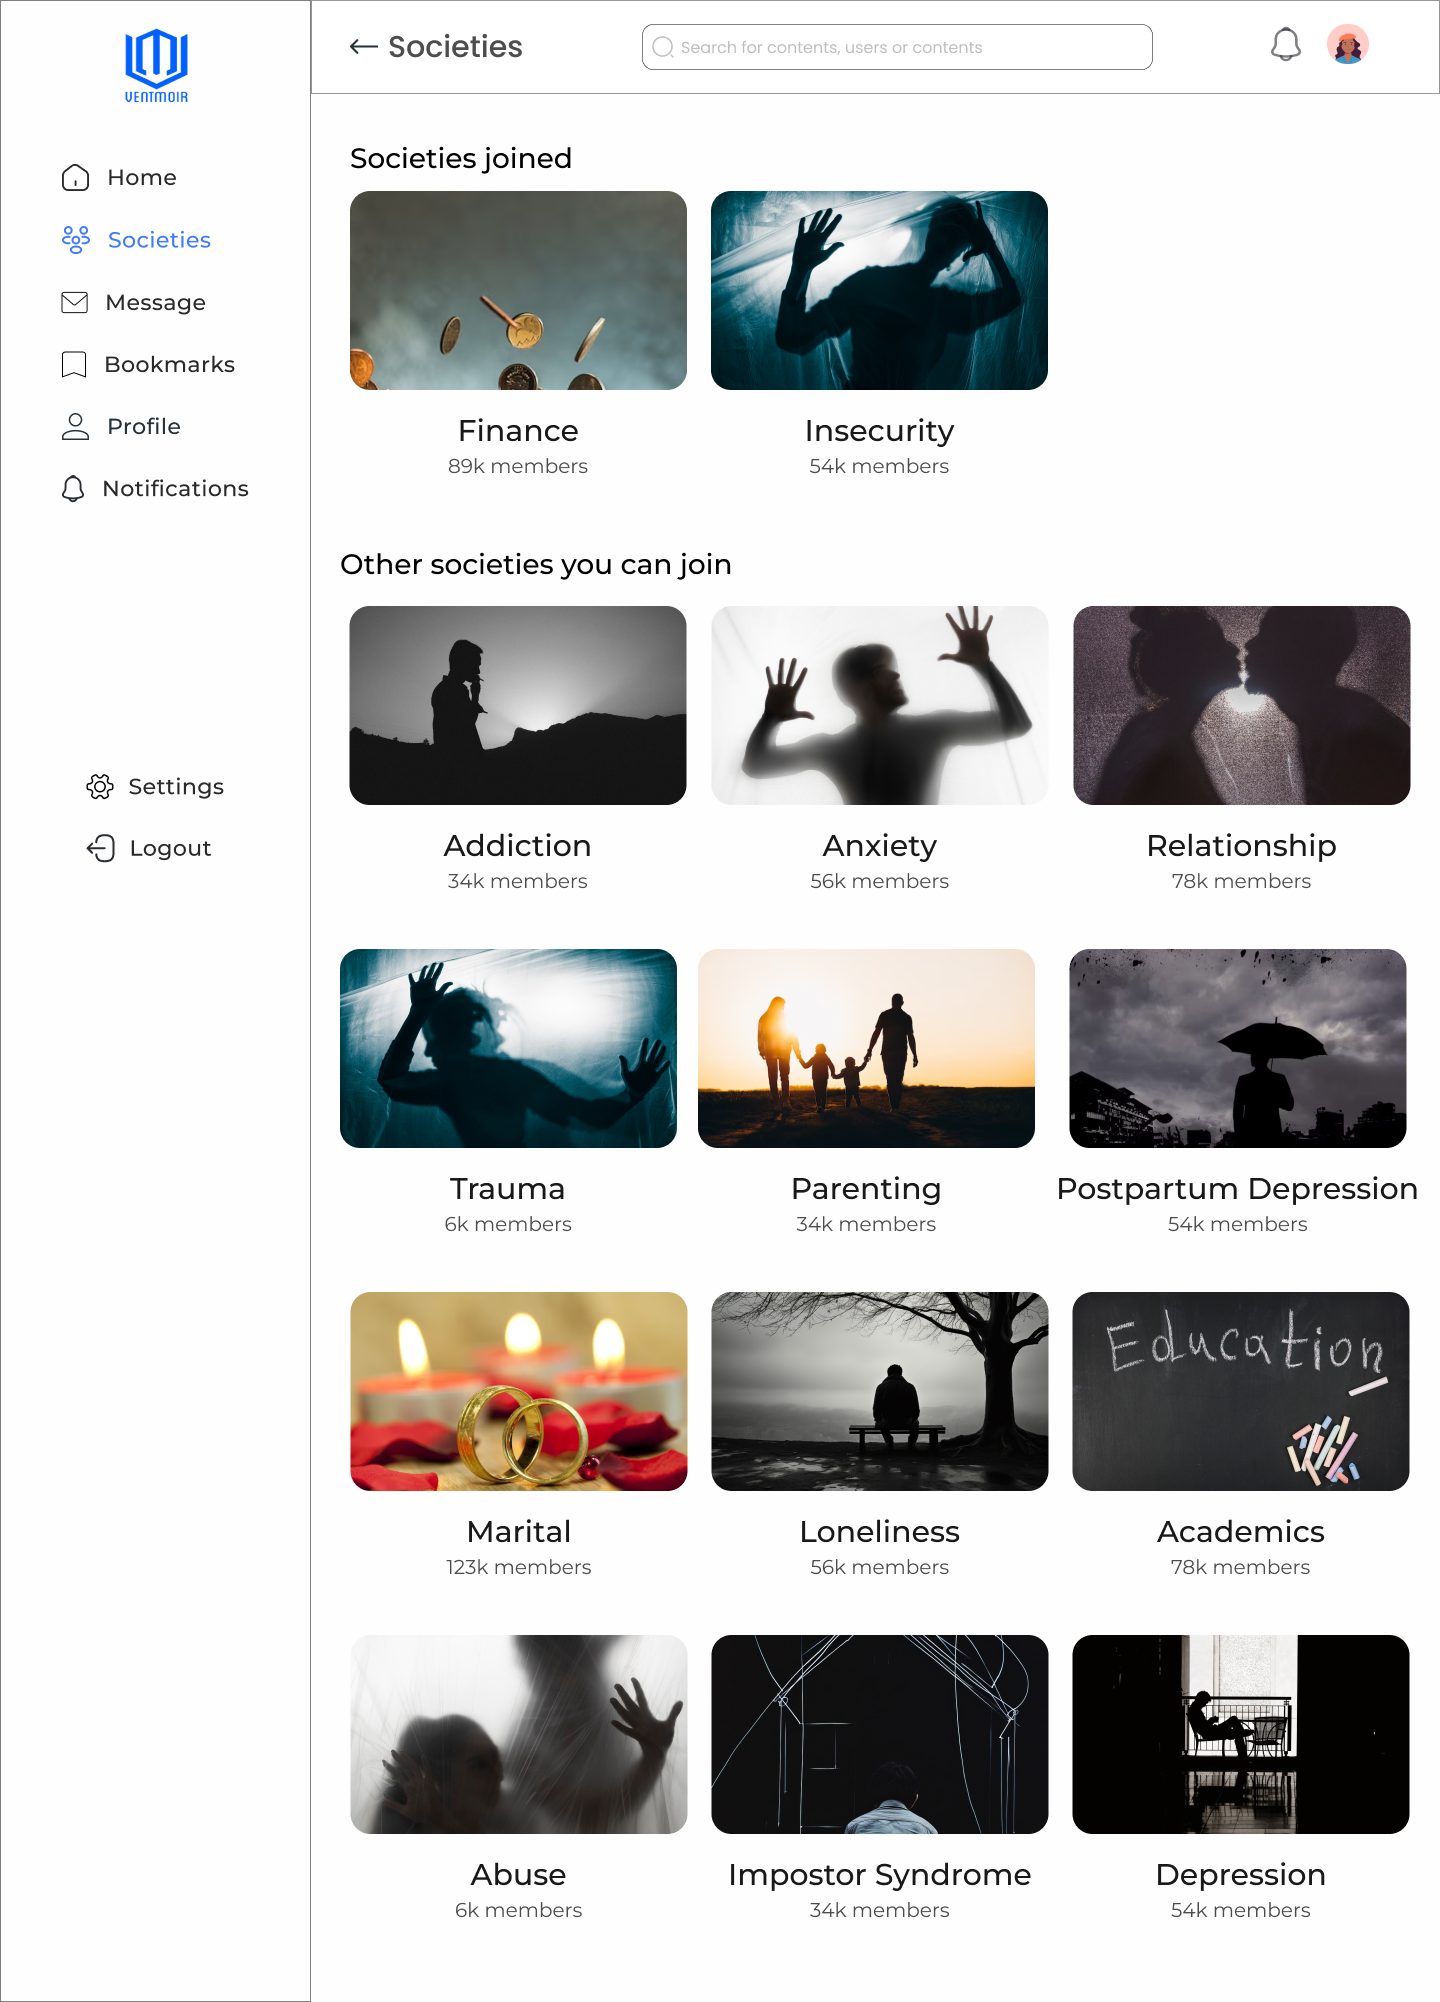 VENTMOIR
Home
Societies
Message
Bookmarks
Profile
Notifications
Settings
Logout
Societies
Search for contents, users or contents
Societies joined
Finance
89k members
Insecurity
54k members
Other societies you can join
Addiction
34k members
Anxiety
56k members
Relationship
78k members
Trauma
6k members
Parenting
34k members
Postpartum Depression
54k members
Marital
123k members
Loneliness
56k members
Education
Academics
78k members
Abuse
6k members
Impostor Syndrome
34k members
Depression
54k members